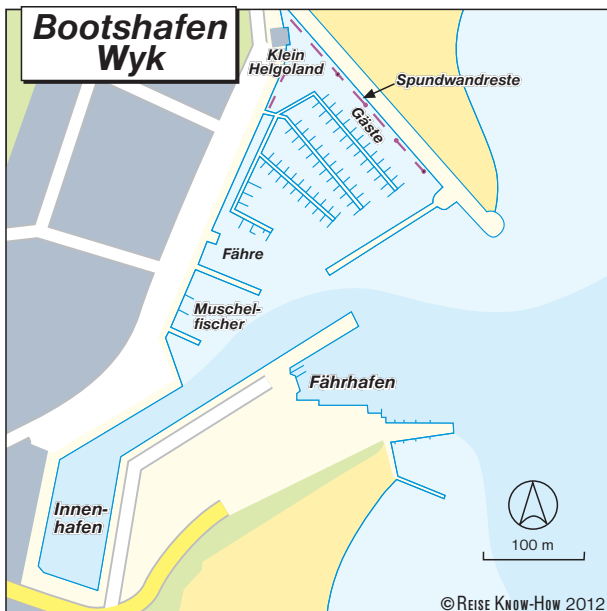 Bootshafen
Wyk
Klein
Helgoland
Spundwandreste
Gäste
Fähre
Muschel-
fischer
Fährhafen
Innen-
hafen
100 m
© REISE KNOW-HOW 2012